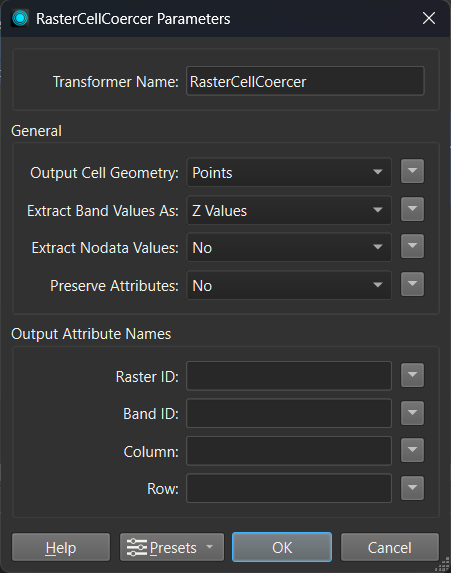 RasterCellCoercer Parameters
Transformer Name: RasterCellCoercer
General
Output Cell Geometry: Points
Extract Band Values As: Z Values
Extract Nodata Values: No
Preserve Attributes: No
Output Attribute Names
Raster ID:
Band ID:
Column:
Row:
Help Presets OK Cancel